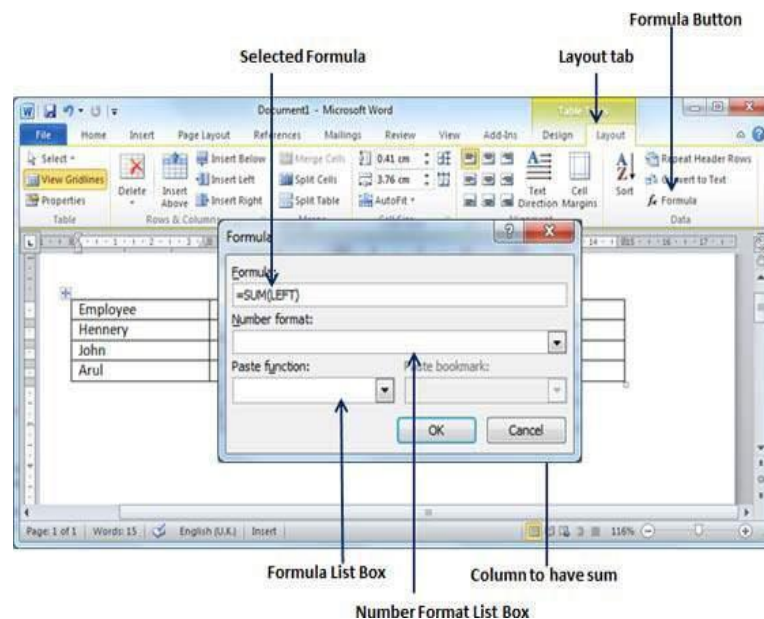 Formula Button
Selected Formula
Layout tab
Document1 - Microsoft Word
File Home Insert Page Layout References Mailings Review View Add-Ins Design Layout
Select
Merge Cells
0.41 cm
Repeat Header Rows
View Gridlines
Insert Below
Insert Left
Split Cells
3.76 cm
Convert to Text
Properties
Delete
Insert Above
Insert Right
Split Table
AutoFit
Text Direction
Cell Margins
Sort
Formula
Table
Rows & Columns
Data
Formula
Formula:
=SUM(LEFT)
Number format:
Paste function:
Paste bookmark:
OK
Cancel
Employee
Hennery
John
Arul
Page: 1 of 1 Words: 15 English (U.K.) Insert 116%
Formula List Box
Column to have sum
Number Format List Box